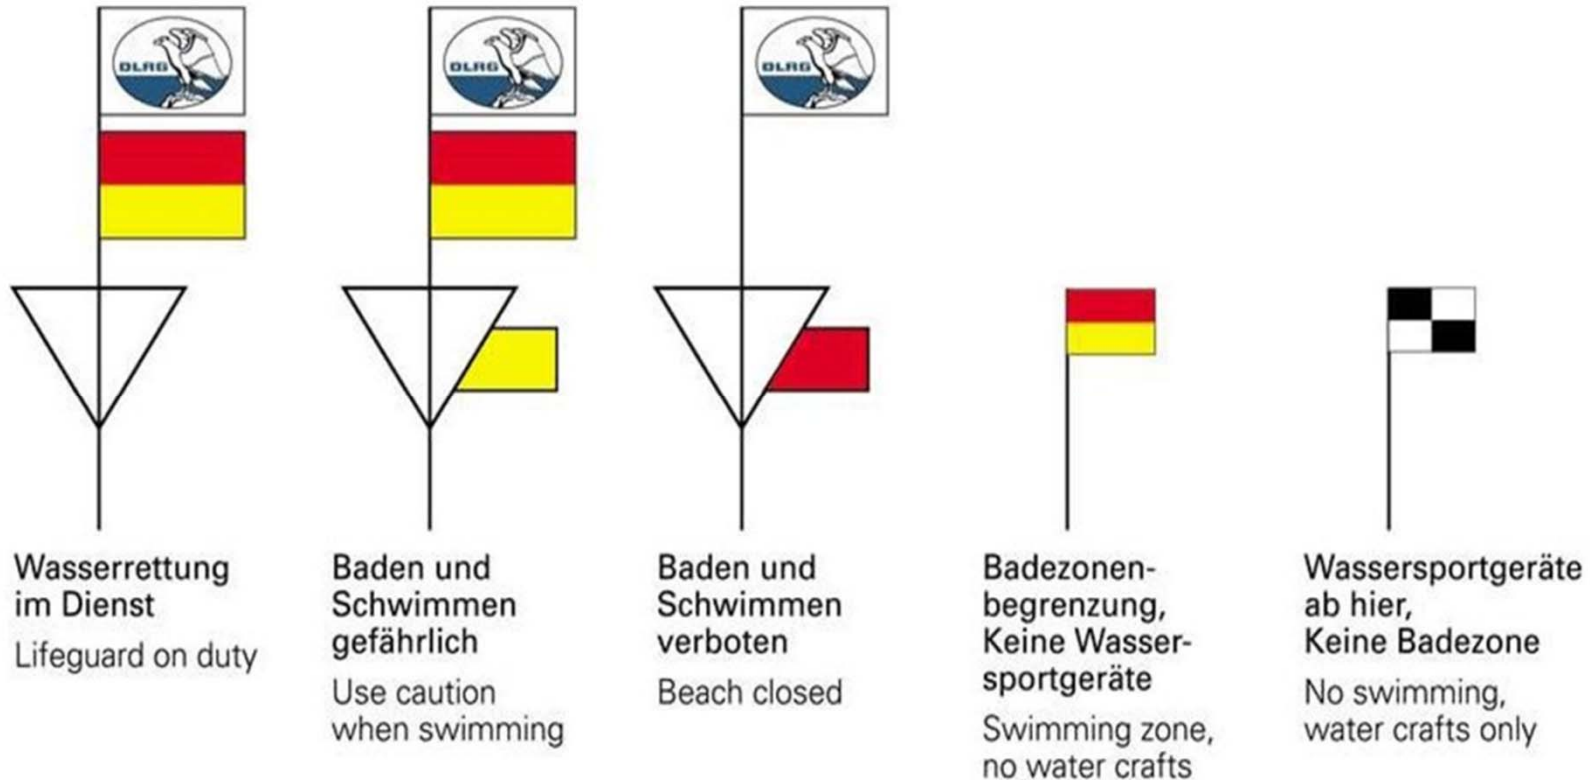 DLRG
DLRG
DLRG
Wasserrettung
im Dienst
Lifeguard on duty
Baden und
Schwimmen
gefährlich
Use caution
when swimming
Baden und
Schwimmen
verboten
Beach closed
Badezonen-
begrenzung,
Keine Wasser-
sportgeräte
Swimming zone,
no water crafts
Wassersportgeräte
ab hier,
Keine Badezone
No swimming,
water crafts only